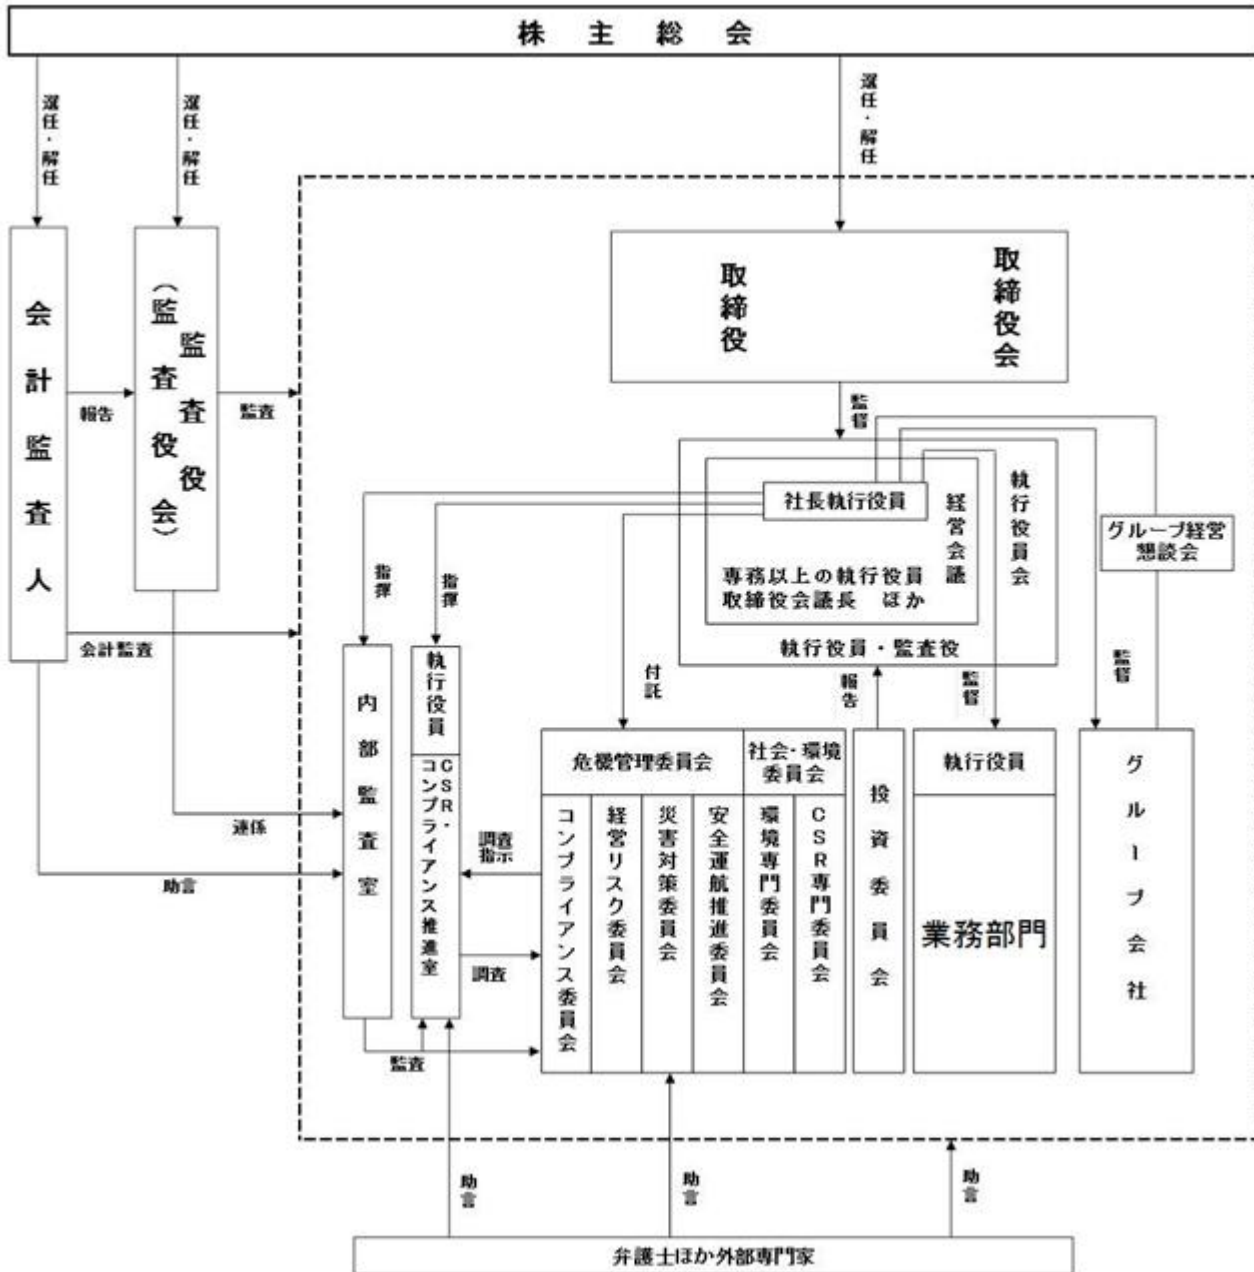 株主総会
選任・解任
選任・解任
選任・解任
会計監査人
監査役
(監査役会)
取締役会
取締役
報告
監査
監督
執行役員会
経営会議
社長執行役員
専務以上の執行役員
取締役会議長 ほか
執行役員・監査役
グループ経営
懇談会
指揮
指揮
会計監査
付託
報告
監督
監督
内部監査室
執行役員
CSR・
コンプライアンス推進室
危機管理委員会
社会・環境
委員会
コンプライアンス委員会
経営リスク委員会
災害対策委員会
安全運航推進委員会
環境専門委員会
CSR専門委員会
投資委員会
執行役員
業務部門
グループ会社
連係
助言
調査
指示
調査
監査
助言
助言
助言
弁護士ほか外部専門家